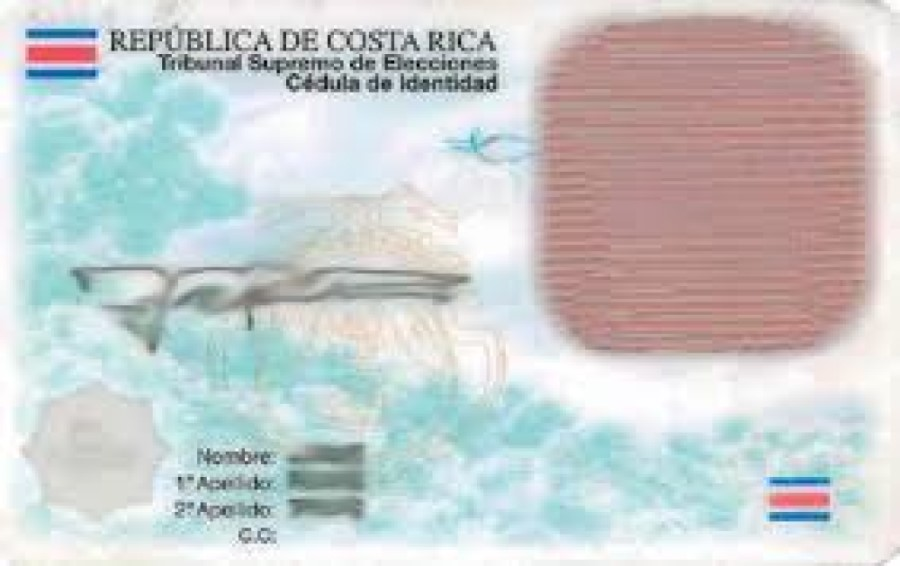 REPÚBLICA DE COSTA RICA
Tribunal Supremo de Elecciones
Cédula de Identidad
Nombre:
1° Apellido:
2° Apellido:
C.C: